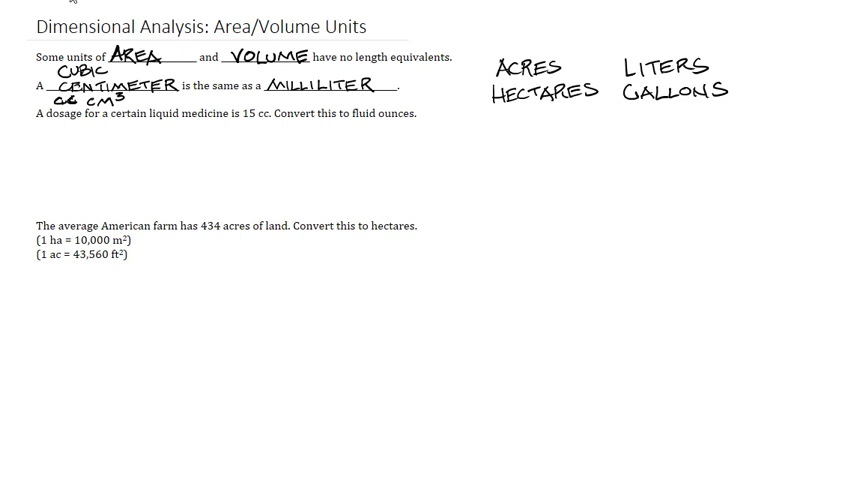 Dimensional Analysis: Area/Volume Units
Some units of AREA and VOLUME have no length equivalents.
ACRES LITERS
CUBIC
A CENTIMETER is the same as a MILLILITER.
HECTARES GALLONS
cc CM³
A dosage for a certain liquid medicine is 15 cc. Convert this to fluid ounces.
The average American farm has 434 acres of land. Convert this to hectares.
(1 ha = 10,000 m²)
(1 ac = 43,560 ft²)